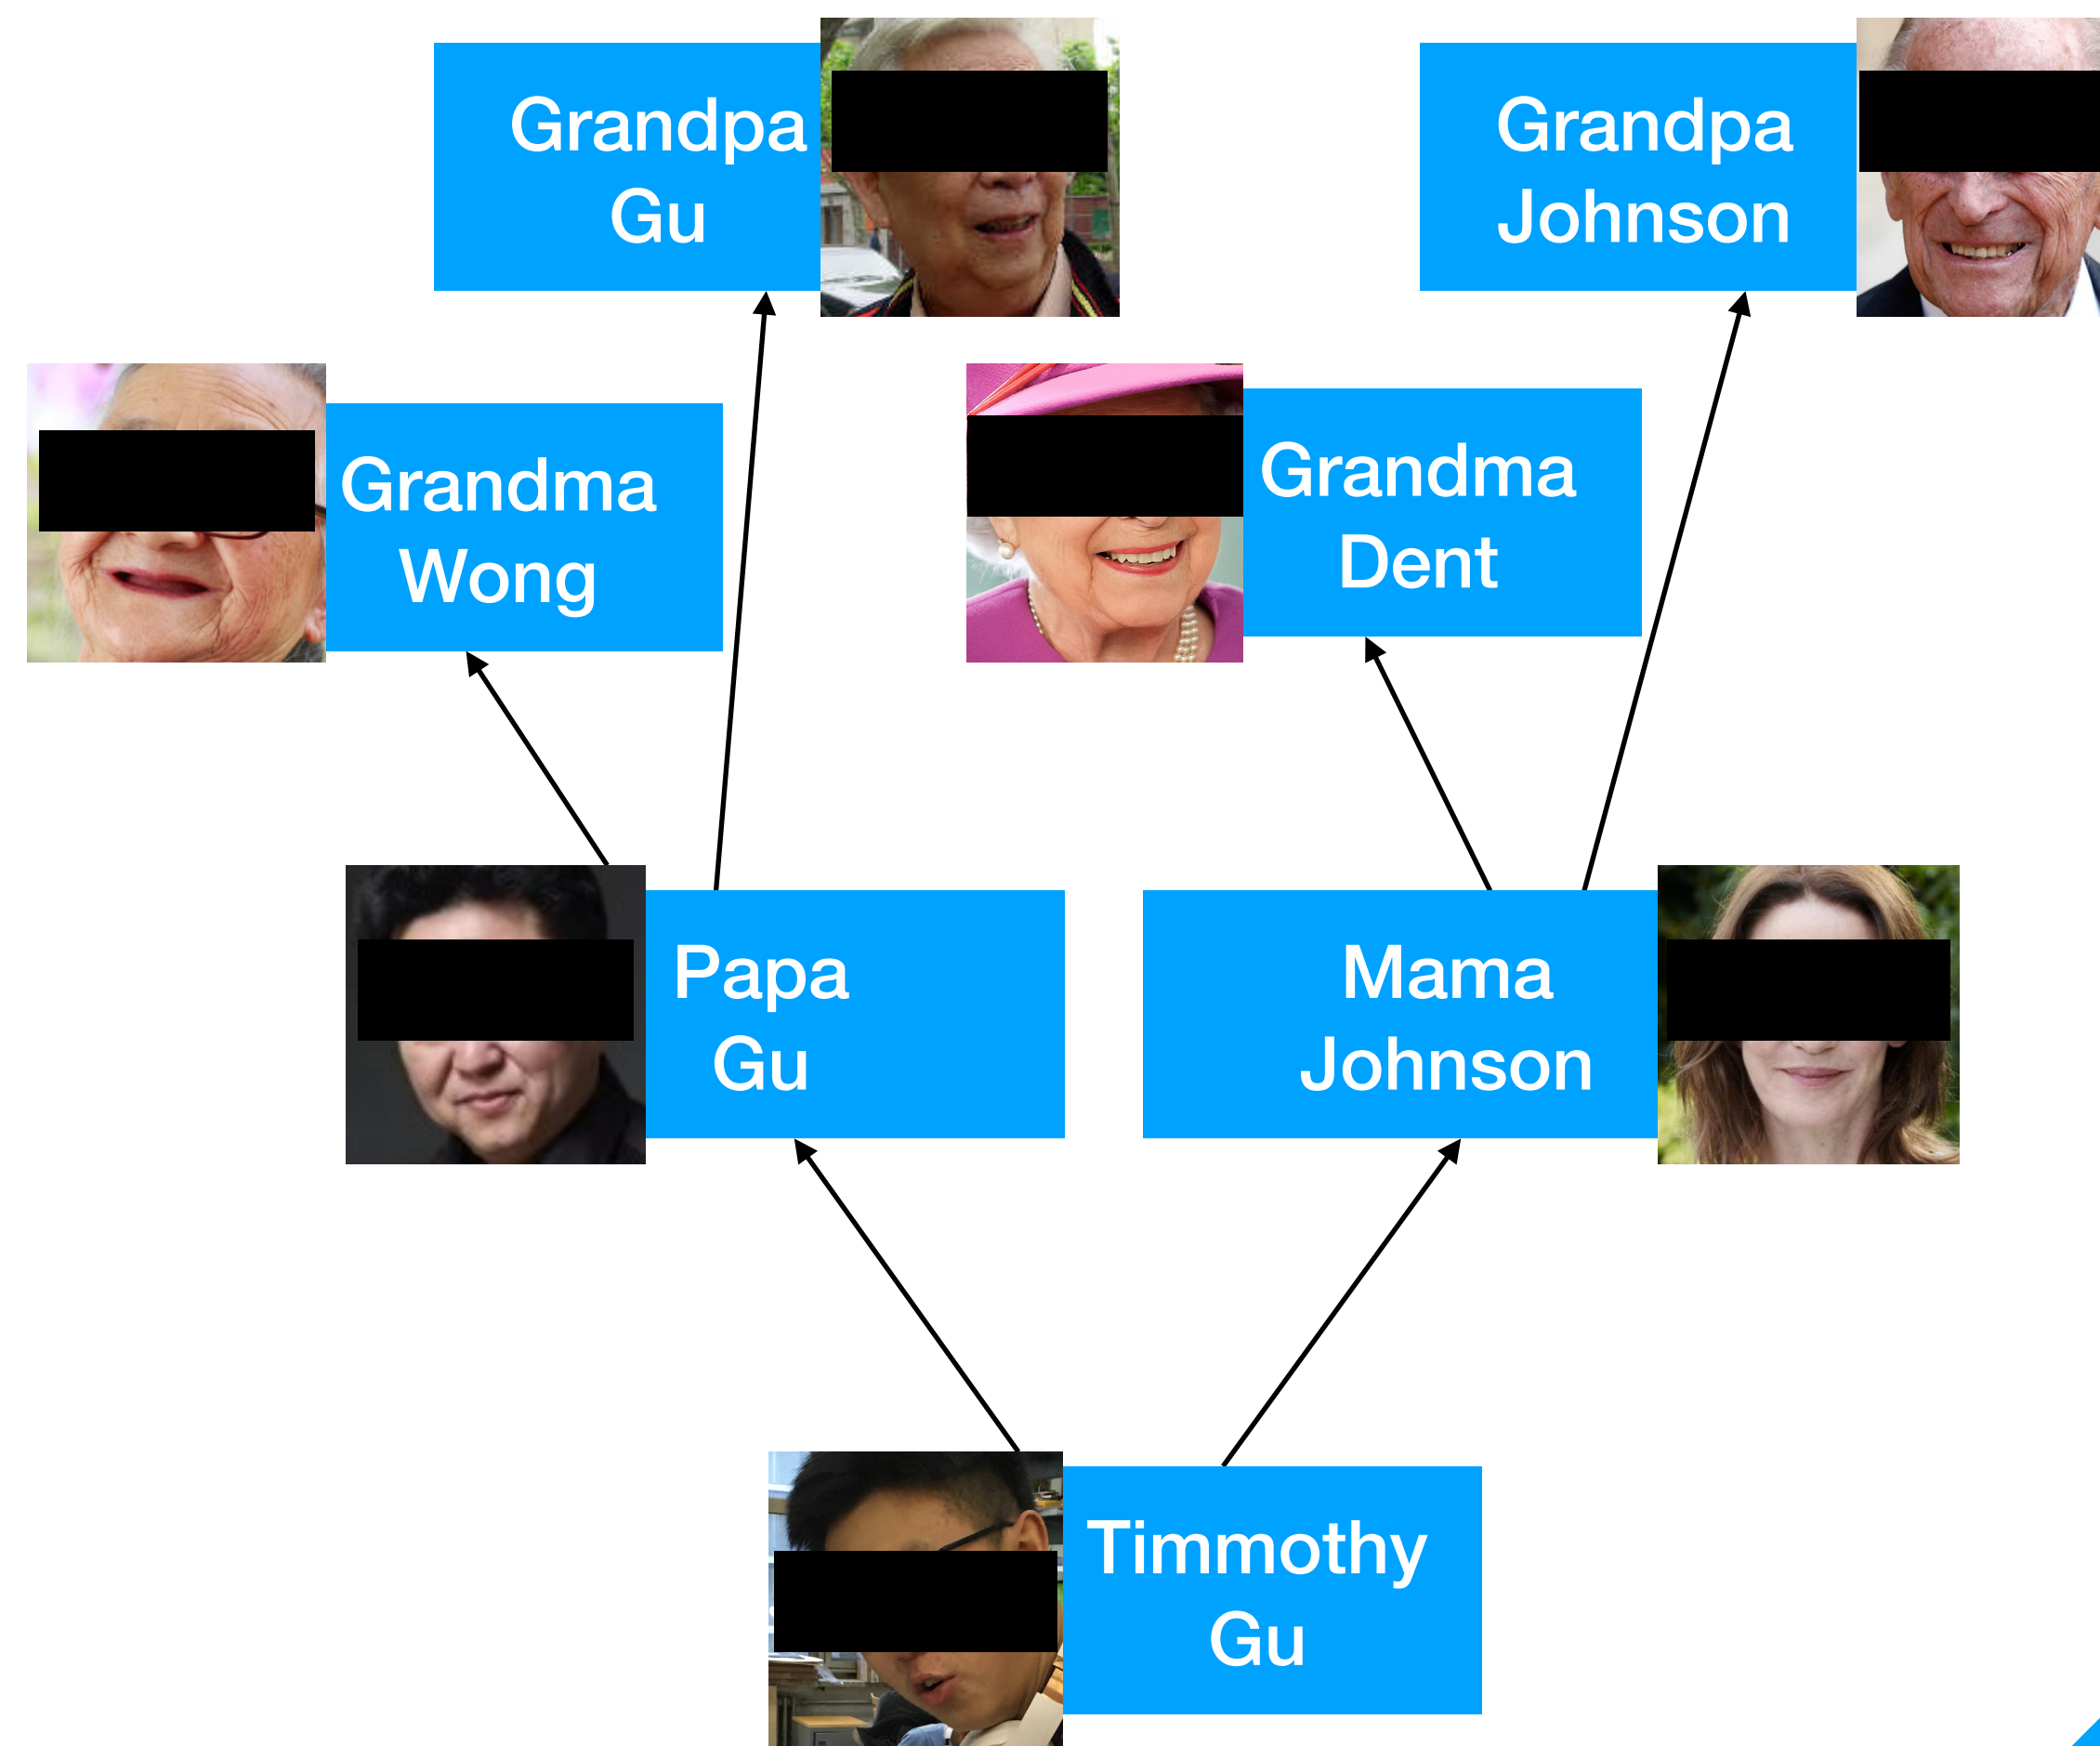 Grandpa
Gu
Grandpa
Johnson
Grandma
Wong
Grandma
Dent
Papa
Gu
Mama
Johnson
Timmothy
Gu